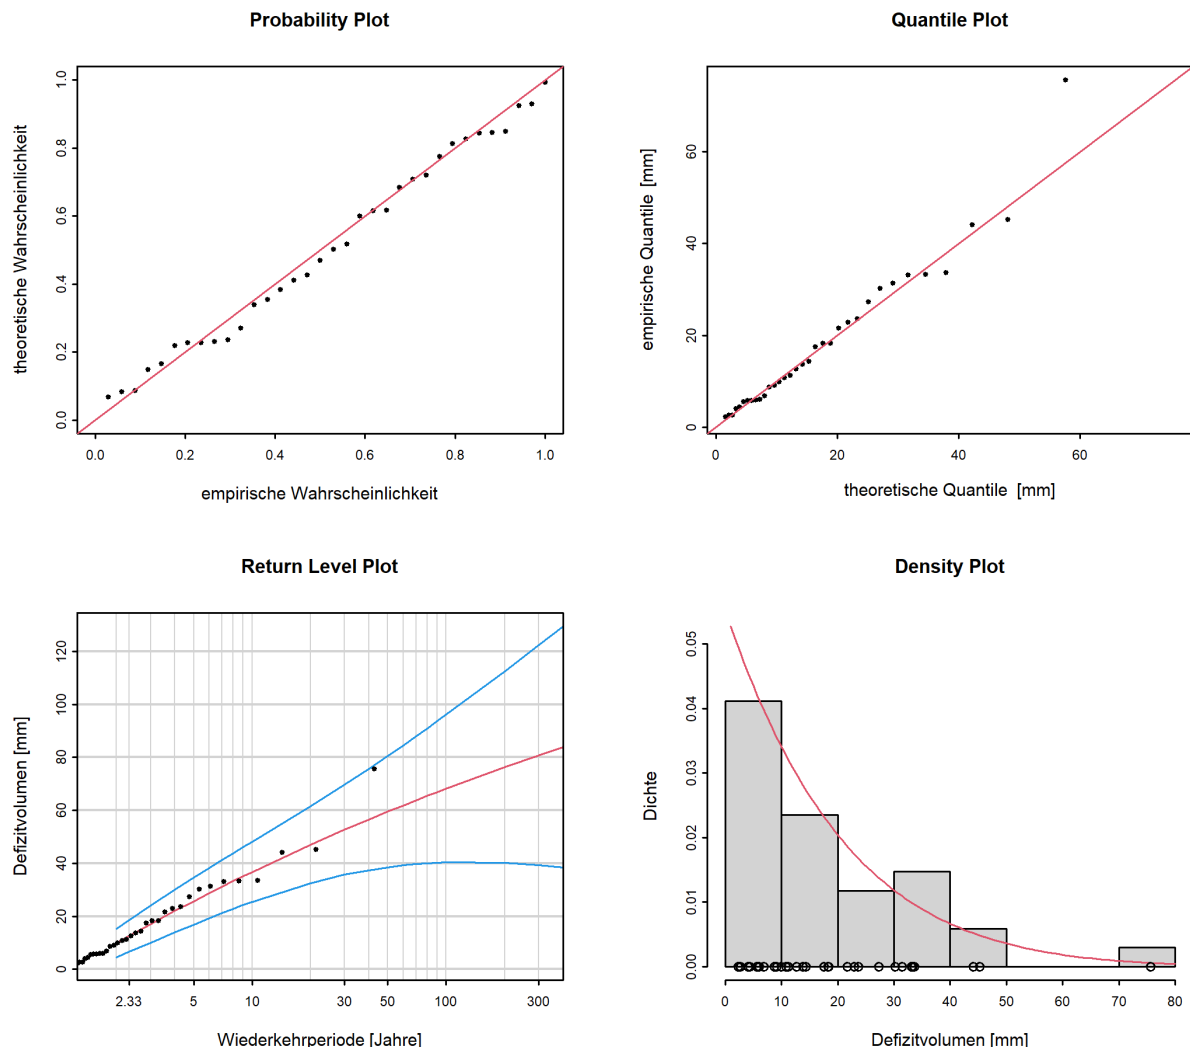 Probability Plot
theoretische Wahrscheinlichkeit
0.0 0.2 0.4 0.6 0.8 1.0
0.0 0.2 0.4 0.6 0.8 1.0
empirische Wahrscheinlichkeit
Quantile Plot
empirische Quantile [mm]
0 20 40 60
0 20 40 60
theoretische Quantile [mm]
Return Level Plot
Defizitvolumen [mm]
0 20 40 60 80 100 120
2.33 5 10 30 50 100 300
Wiederkehrperiode [Jahre]
Density Plot
Dichte
0.00 0.01 0.02 0.03 0.04 0.05
0 10 20 30 40 50 60 70 80
Defizitvolumen [mm]